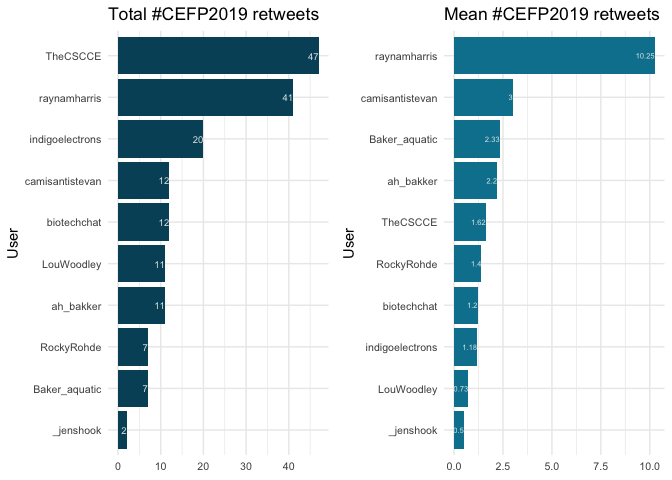 Total #CEFP2019 retweets
User
TheCSCCE 47
raynamharris 41
indigoelectrons 20
camisantistevan 12
biotechchat 12
LouWoodley 11
ah_bakker 11
RockyRohde 7
Baker_aquatic 7
_jenshook 2
0 10 20 30 40
Mean #CEFP2019 retweets
User
raynamharris 10.25
camisantistevan 3
Baker_aquatic 2.33
ah_bakker 2.2
TheCSCCE 1.62
RockyRohde 1.4
biotechchat 1.2
indigoelectrons 1.18
LouWoodley 0.73
_jenshook 0.5
0.0 2.5 5.0 7.5 10.0